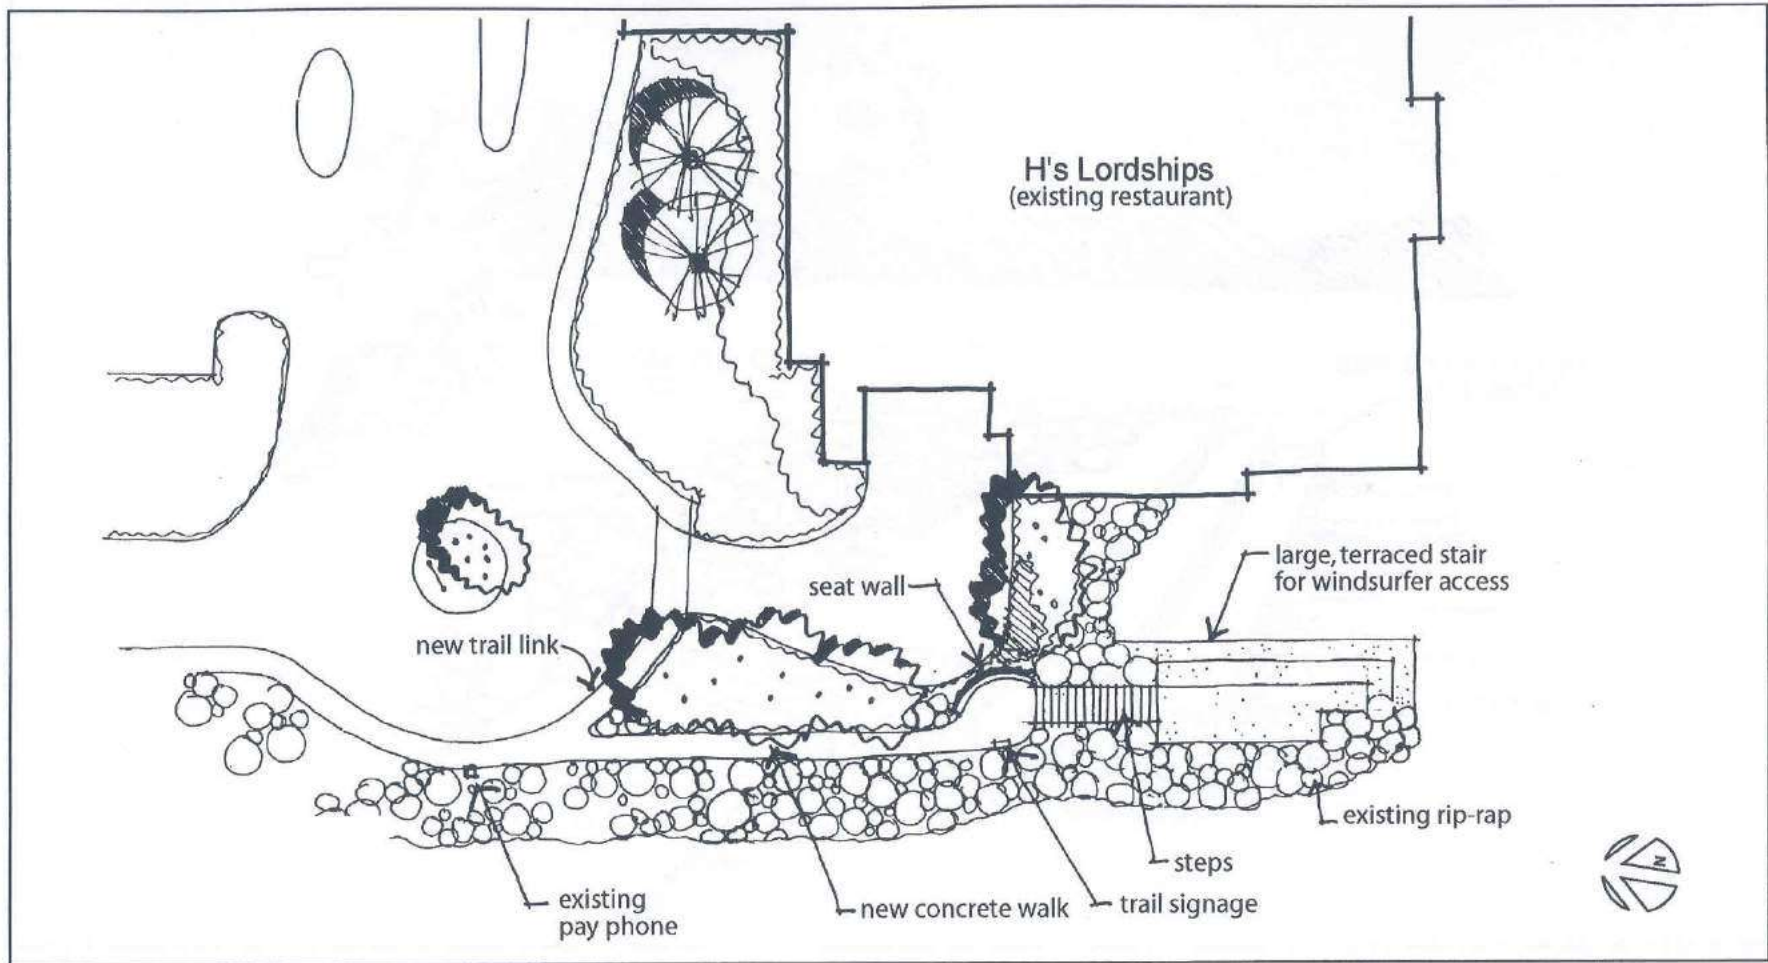 H's Lordships
(existing restaurant)
large, terraced stair
for windsurfer access
seat wall
new trail link
existing rip-rap
steps
N
existing
pay phone
new concrete walk
trail signage